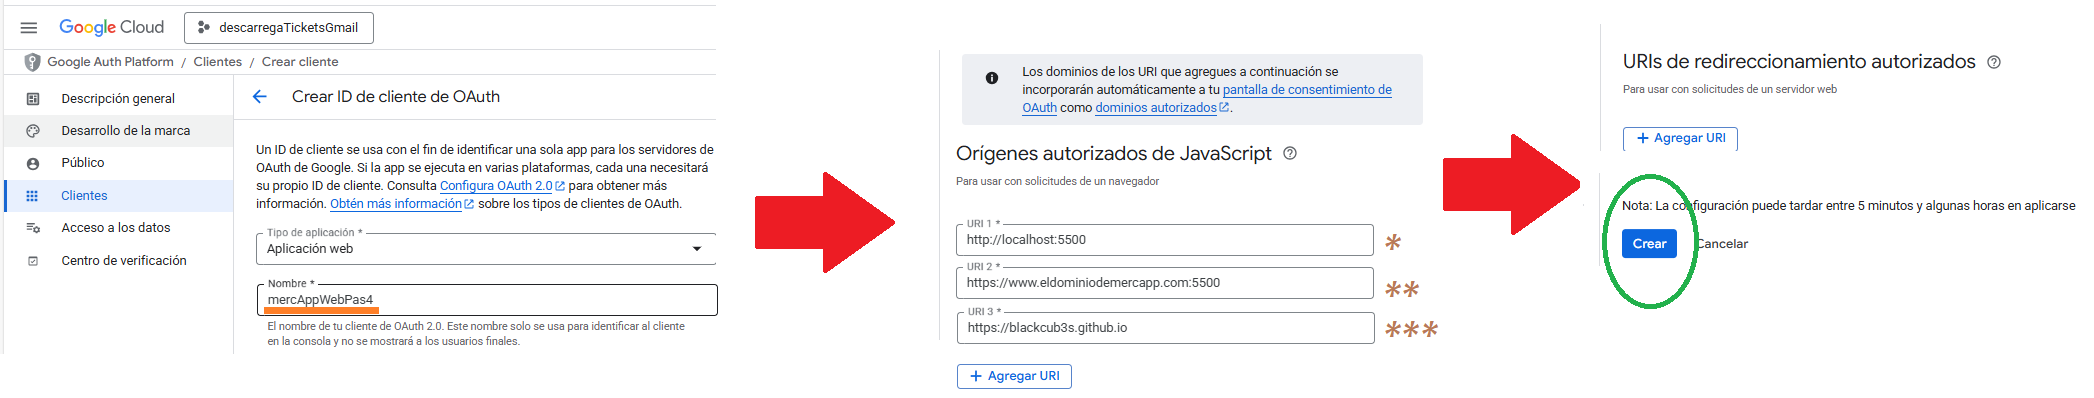 Google Cloud
descarregaTicketsGmail
Google Auth Platform / Clientes / Crear cliente
Descripción general
Desarrollo de la marca
Público
Clientes
Acceso a los datos
Centro de verificación
Crear ID de cliente de OAuth
Un ID de cliente se usa con el fin de identificar una sola app para los servidores de
OAuth de Google. Si la app se ejecuta en varias plataformas, cada una necesitará
su propio ID de cliente. Consulta Configura OAuth 2.0 para obtener más
información. Obtén más información sobre los tipos de clientes de OAuth.
Tipo de aplicación *
Aplicación web
Nombre *
mercAppWebPas4
El nombre de tu cliente de OAuth 2.0. Este nombre solo se usa para identificar al cliente
en la consola y no se mostrará a los usuarios finales.
Los dominios de los URI que agregues a continuación se
incorporarán automáticamente a tu pantalla de consentimiento de
OAuth como dominios autorizados.
Orígenes autorizados de JavaScript
Para usar con solicitudes de un navegador
URI 1 *
http://localhost:5500 *
URI 2 *
https://www.eldominiodemercapp.com:5500 **
URI 3 *
https://blackcub3s.github.io ***
+ Agregar URI
URIs de redireccionamiento autorizados
Para usar con solicitudes de un servidor web
+ Agregar URI
Nota: La configuración puede tardar entre 5 minutos y algunas horas en aplicarse
Crear Cancelar